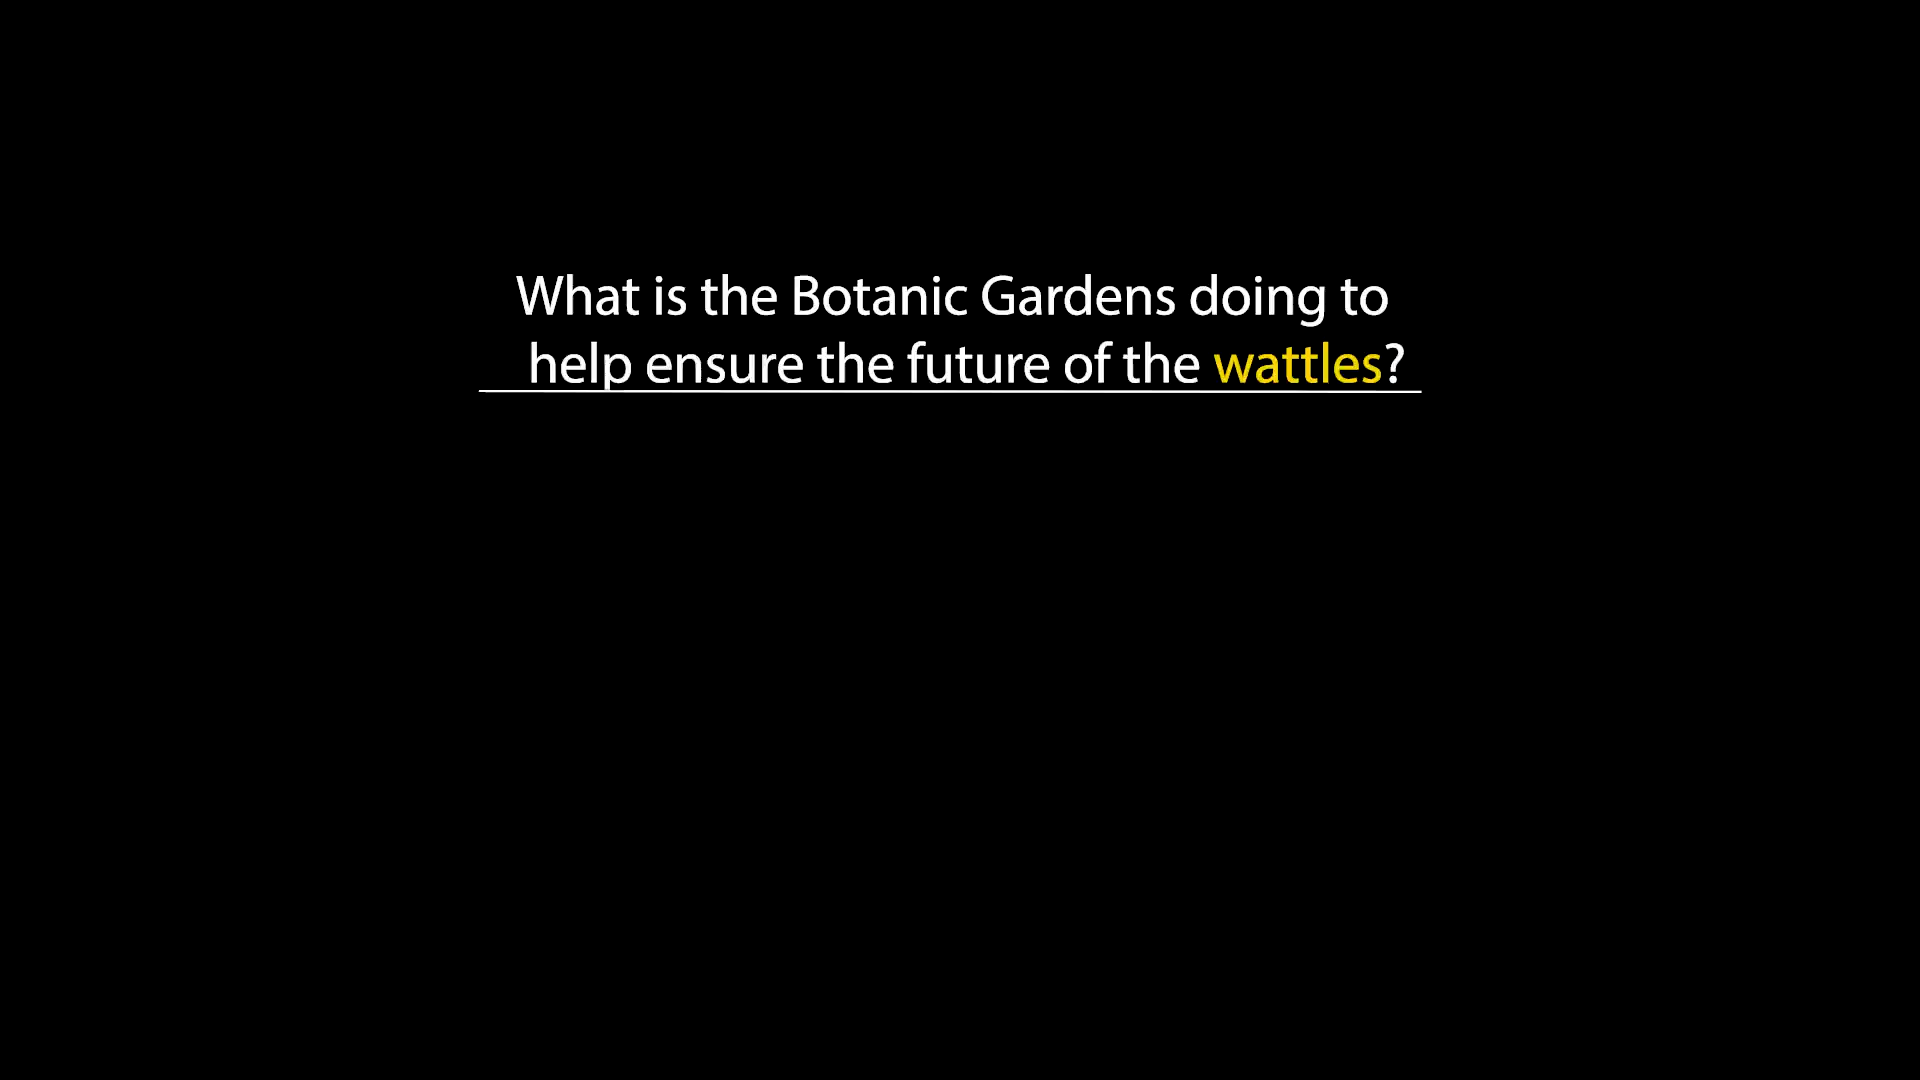 What is the Botanic Gardens doing to
help ensure the future of the wattles?